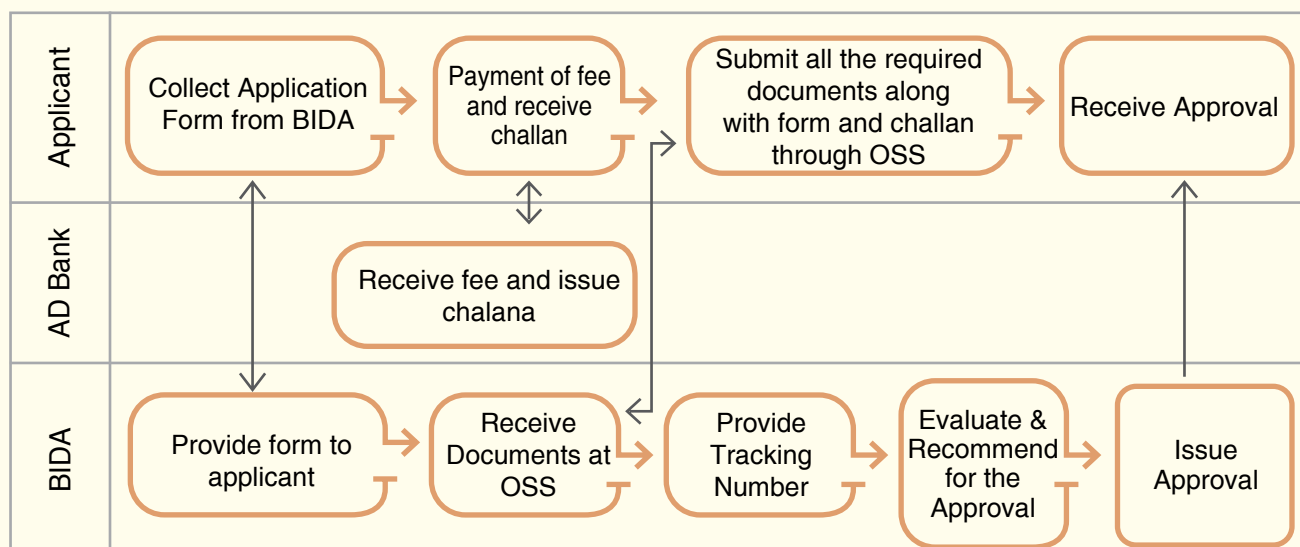 Applicant
Collect Application
Form from BIDA
Payment of fee
and receive
challan
Submit all the required
documents along
with form and challan
through OSS
Receive Approval
AD Bank
Receive fee and issue
chalana
BIDA
Provide form to
applicant
Receive
Documents at
OSS
Provide
Tracking
Number
Evaluate &
Recommend
for the
Approval
Issue
Approval